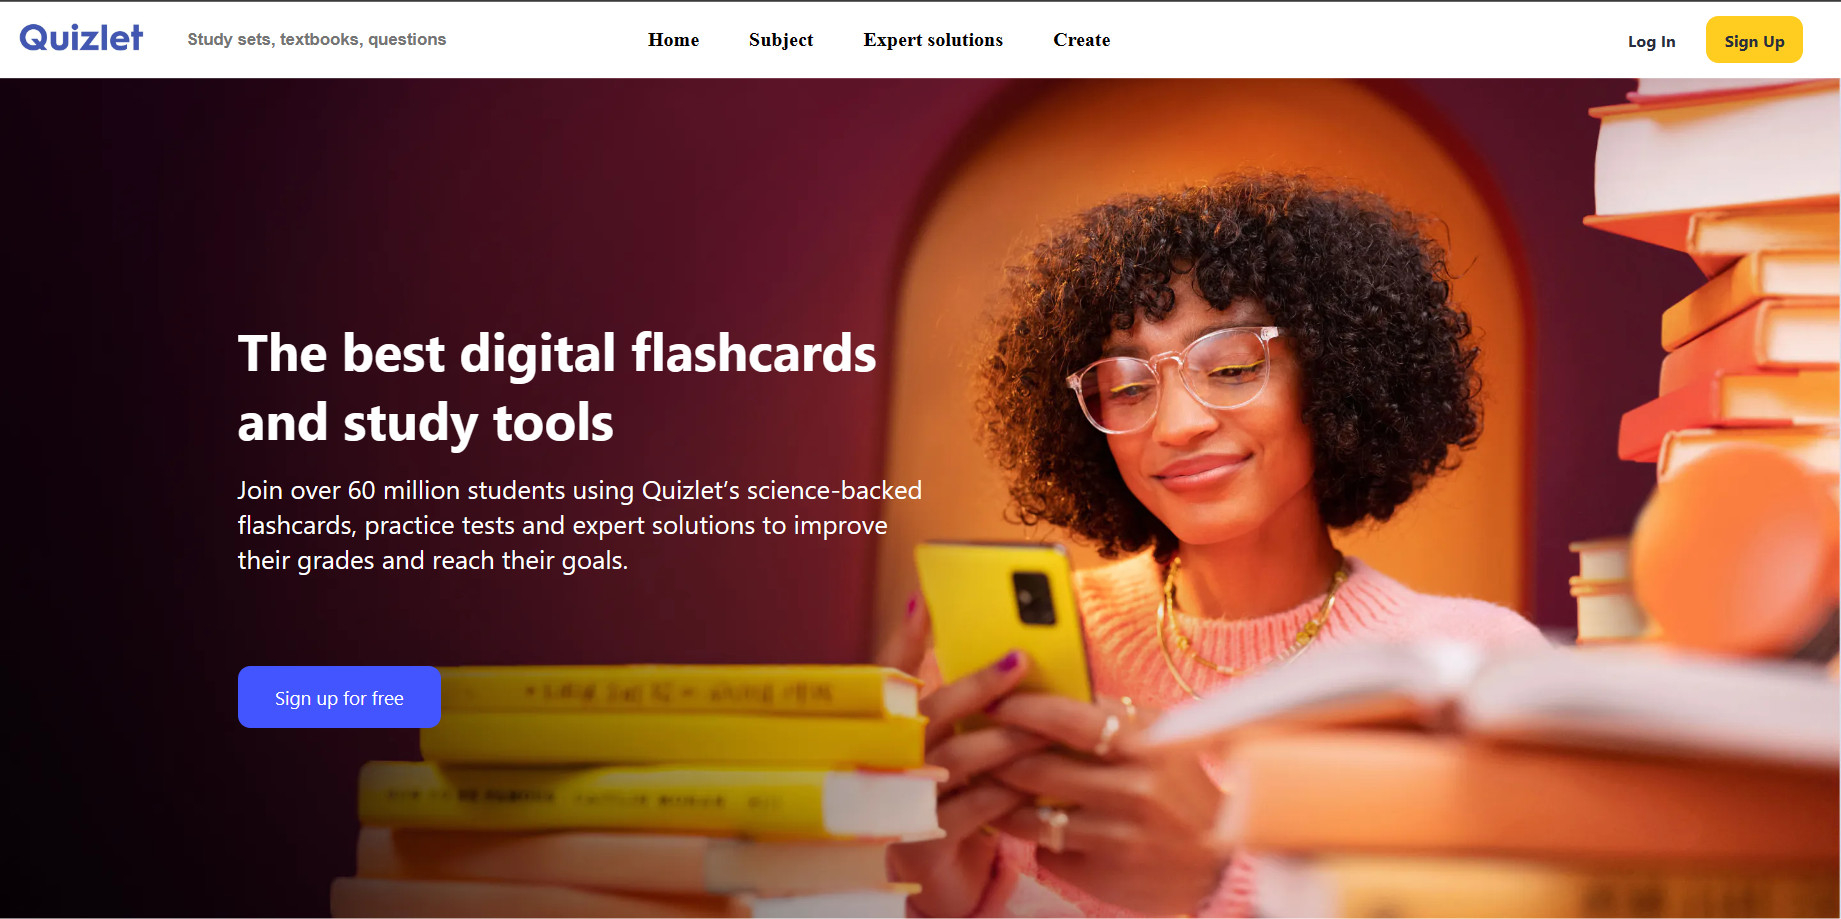 Quizlet
Study sets, textbooks, questions
Home
Subject
Expert solutions
Create
Log In
Sign Up
The best digital flashcards
and study tools
Join over 60 million students using Quizlet’s science-backed
flashcards, practice tests and expert solutions to improve
their grades and reach their goals.
Sign up for free